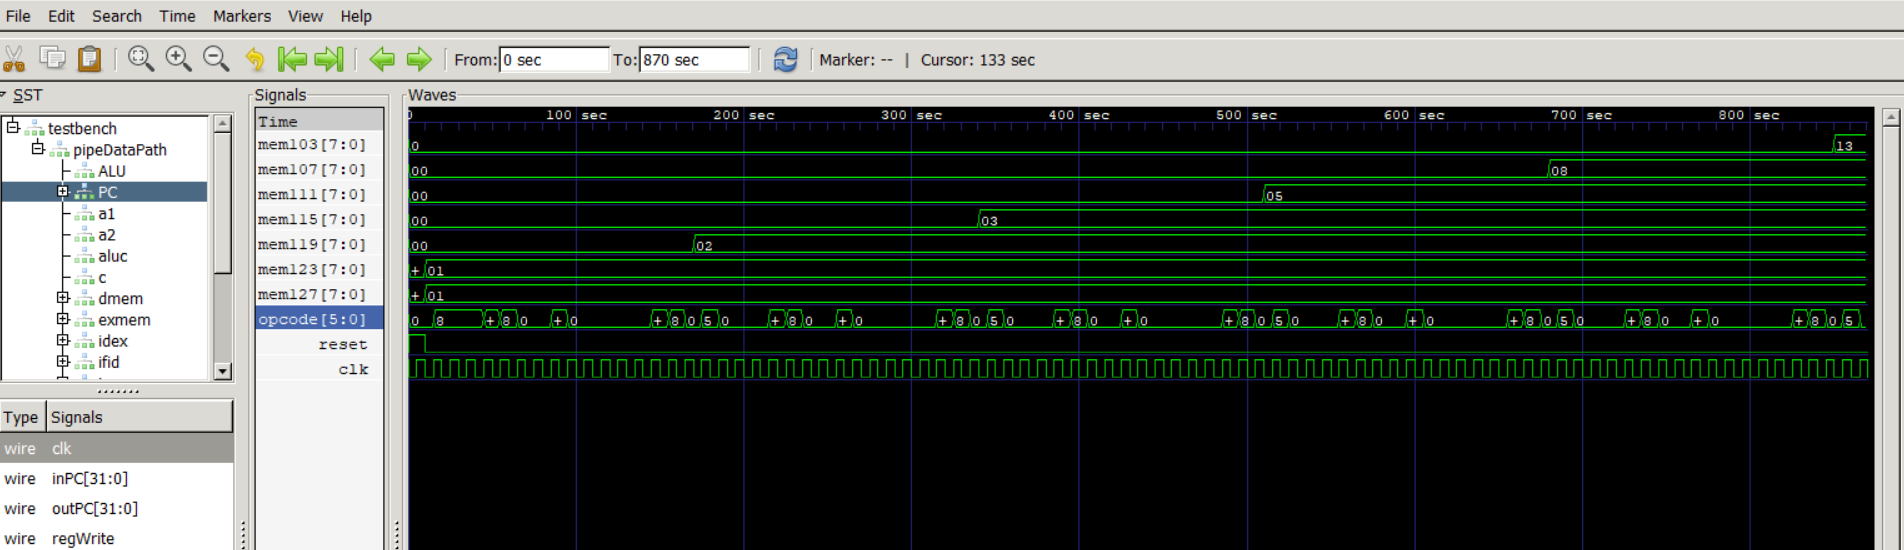 File Edit Search Time Markers View Help
From: 0 sec To: 870 sec Marker: -- | Cursor: 133 sec
SST
testbench
pipeDataPath
ALU
PC
a1
a2
aluc
c
dmem
exmem
idex
ifid
Type Signals
wire clk
wire inPC[31:0]
wire outPC[31:0]
wire regWrite
Signals
Time
mem103[7:0]
mem107[7:0]
mem111[7:0]
mem115[7:0]
mem119[7:0]
mem123[7:0]
mem127[7:0]
opcode[5:0]
reset
clk
Waves
0 100 sec 200 sec 300 sec 400 sec 500 sec 600 sec 700 sec 800 sec
0 13
00 08
00 05
00 03
00 02
+ 01
+ 01
0 8 + 8 0 + 0 + 8 0 5 0 + 8 0 + 0 + 8 0 5 0 + 8 0 + 0 + 8 0 5 0 + 8 0 + 0 + 8 0 5 0 + 8 0 + 0 + 8 0 5